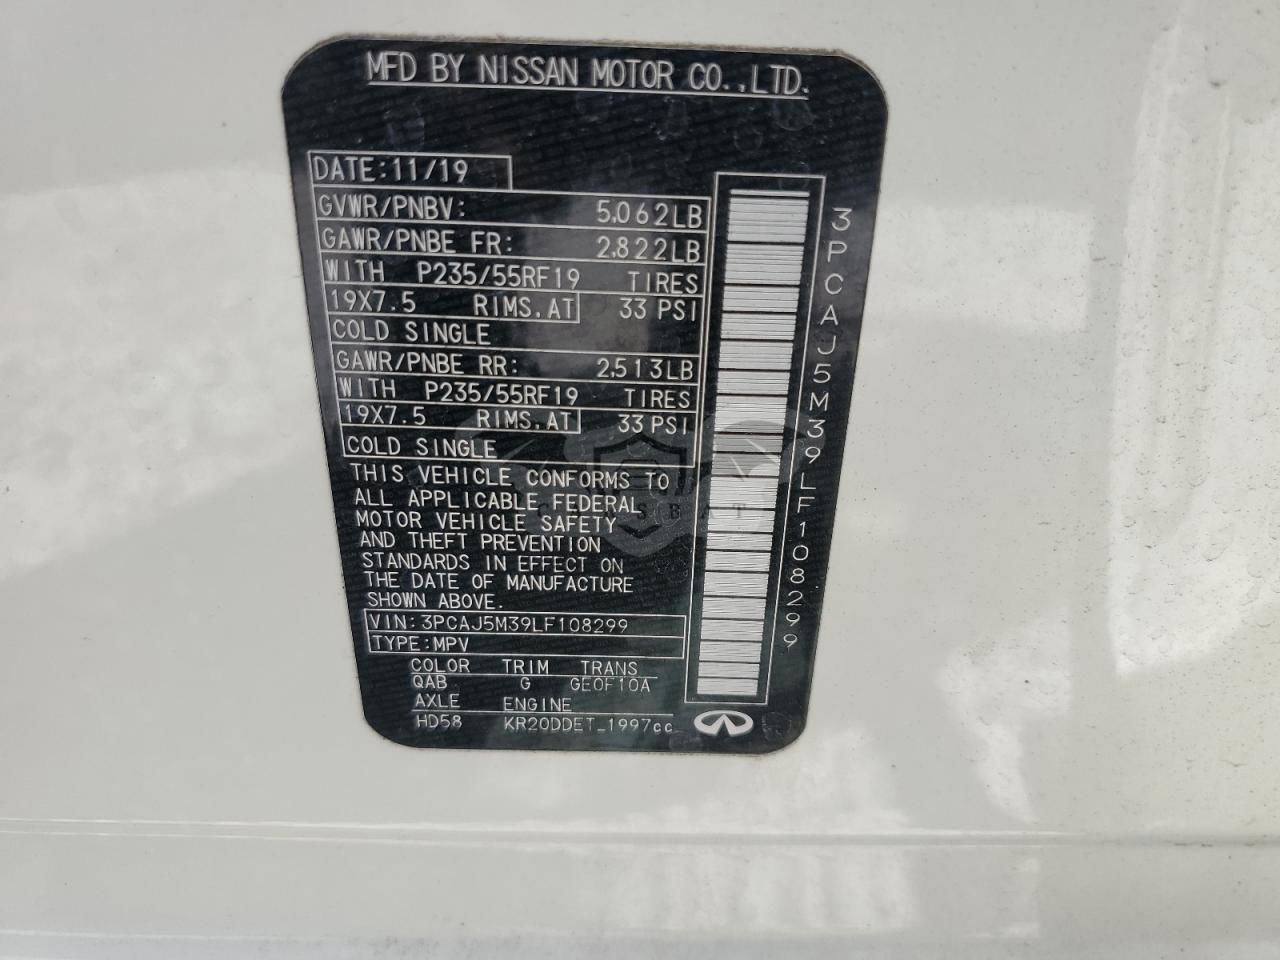 MFD BY NISSAN MOTOR CO.,LTD.
DATE:11/19
GVWR/PNBV: 5,062LB
GAWR/PNBE FR: 2,822LB
WITH P235/55RF19 TIRES
19X7.5 RIMS.AT 33 PSI
COLD SINGLE
GAWR/PNBE RR: 2,513LB
WITH P235/55RF19 TIRES
19X7.5 RIMS.AT 33 PSI
COLD SINGLE
THIS VEHICLE CONFORMS TO
ALL APPLICABLE FEDERAL
MOTOR VEHICLE SAFETY
AND THEFT PREVENTION
STANDARDS IN EFFECT ON
THE DATE OF MANUFACTURE
SHOWN ABOVE.
VIN:3PCAJ5M39LF108299
TYPE:MPV
COLOR TRIM TRANS
QAB G GE0F10A
AXLE ENGINE
HD58 KR20DDET_1997cc
3PCAJ5M39LF108299